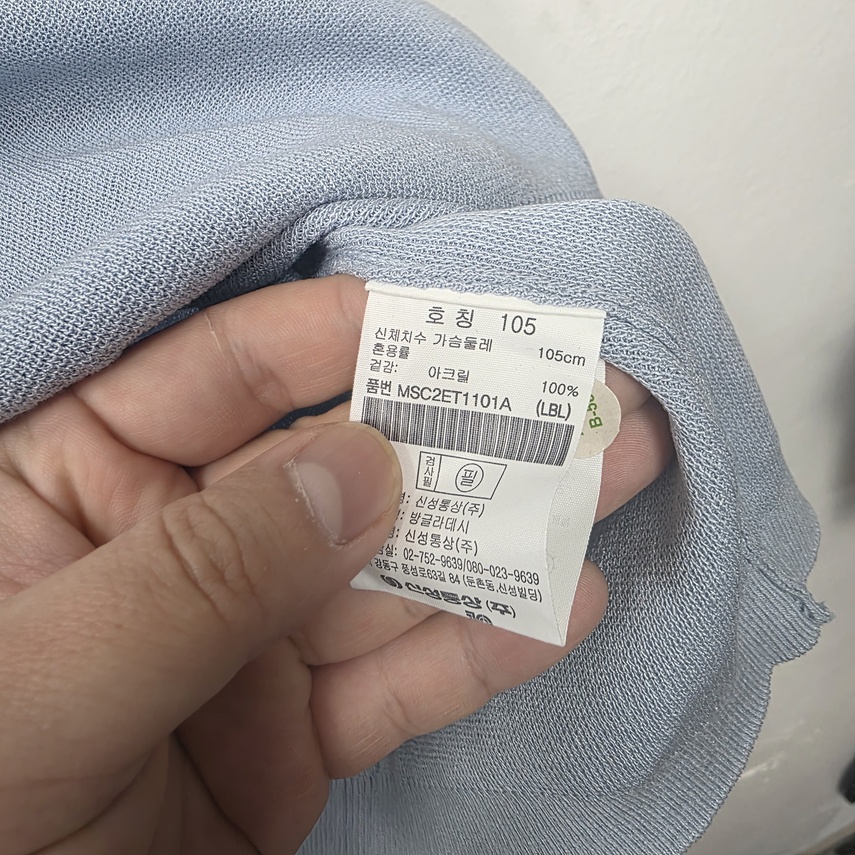 호칭 105
신체치수 가슴둘레 105cm
혼용률
겉감: 아크릴 100%
품번 MSC2ET1101A (LBL)
검사필 필
: 신성통상(주)
: 방글라데시
: 신성통상(주)
02-752-9639/080-023-9639
강동구 풍성로63길 84 (둔촌동,신성빌딩)
신성통상(주)